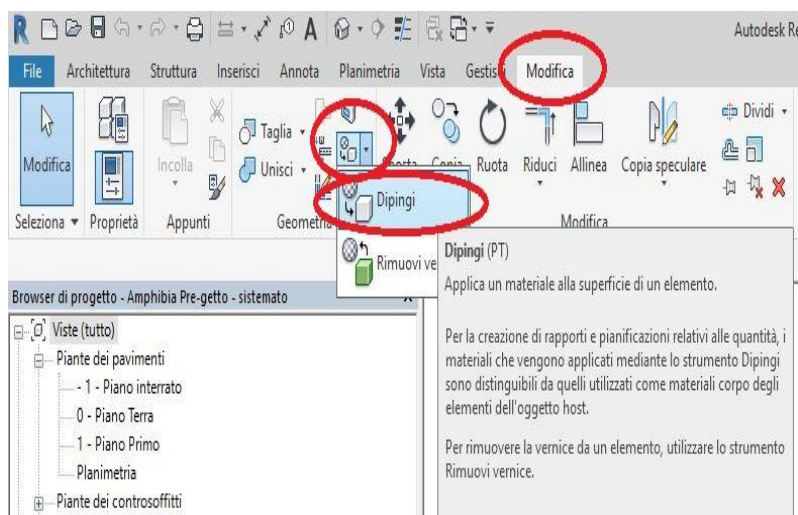 Autodesk Re
File Architettura Struttura Inserisci Annota Planimetria Vista Gestisci Modifica
Taglia
Dividi
Modifica Incolla Unisci Sposta Copia Ruota Riduci Allinea Copia speculare
Seleziona Proprietà Appunti Geometria Modifica
Dipingi
Rimuovi ve
Dipingi (PT)
Applica un materiale alla superficie di un elemento.
Per la creazione di rapporti e pianificazioni relativi alle quantità, i
materiali che vengono applicati mediante lo strumento Dipingi
sono distinguibili da quelli utilizzati come materiali corpo degli
elementi dell'oggetto host.
Per rimuovere la vernice da un elemento, utilizzare lo strumento
Rimuovi vernice.
Browser di progetto - Amphibia Pre-getto - sistemato
Viste (tutto)
Piante dei pavimenti
- 1 - Piano interrato
0 - Piano Terra
1 - Piano Primo
Planimetria
Piante dei controsoffitti